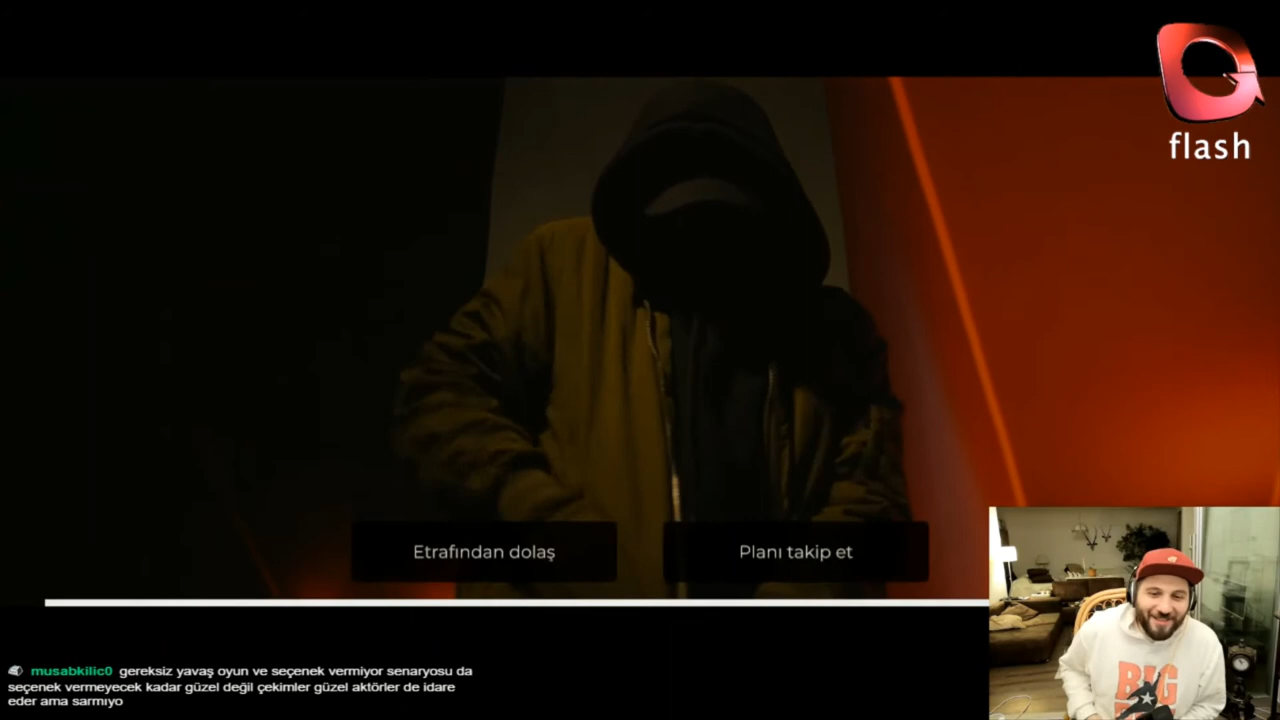 flash
Etrafından dolaş
Planı takip et
musabkilic0 gereksiz yavaş oyun ve seçenek vermiyor senaryosu da
seçenek vermeyecek kadar güzel değil çekimler güzel aktörler de idare
eder ama sarmıyo
BIG